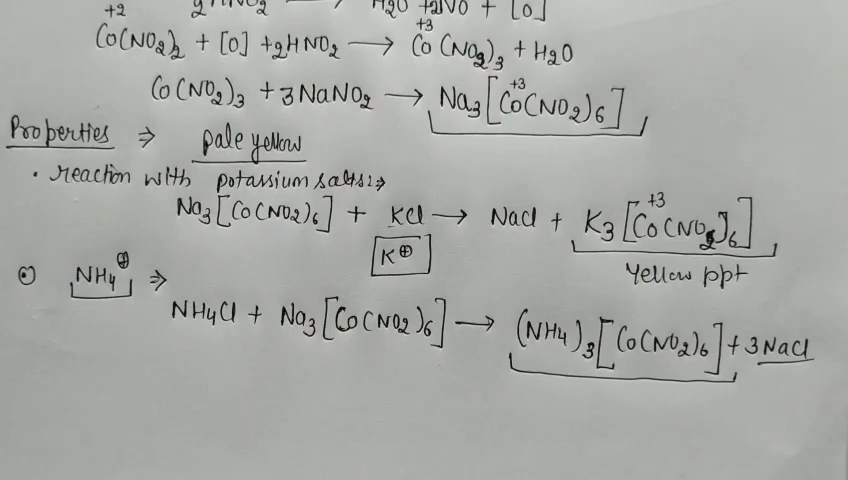 2HNO2 → H2O + 2NO + [O]
+2 +3
Co(NO2)2 + [O] + 2HNO2 → Co(NO2)3 + H2O
Co(NO2)3 + 3NaNO2 → Na3[Co(NO2)6]
+3
Properties ⇒ pale yellow
• reaction with potassium salts:⇒
Na3[Co(NO2)6] + KCl → NaCl + K3[Co(NO2)6]
+3
K⊕ Yellow ppt
⊙ NH4⊕ ⇒
NH4Cl + Na3[Co(NO2)6] → (NH4)3[Co(NO2)6] + 3NaCl